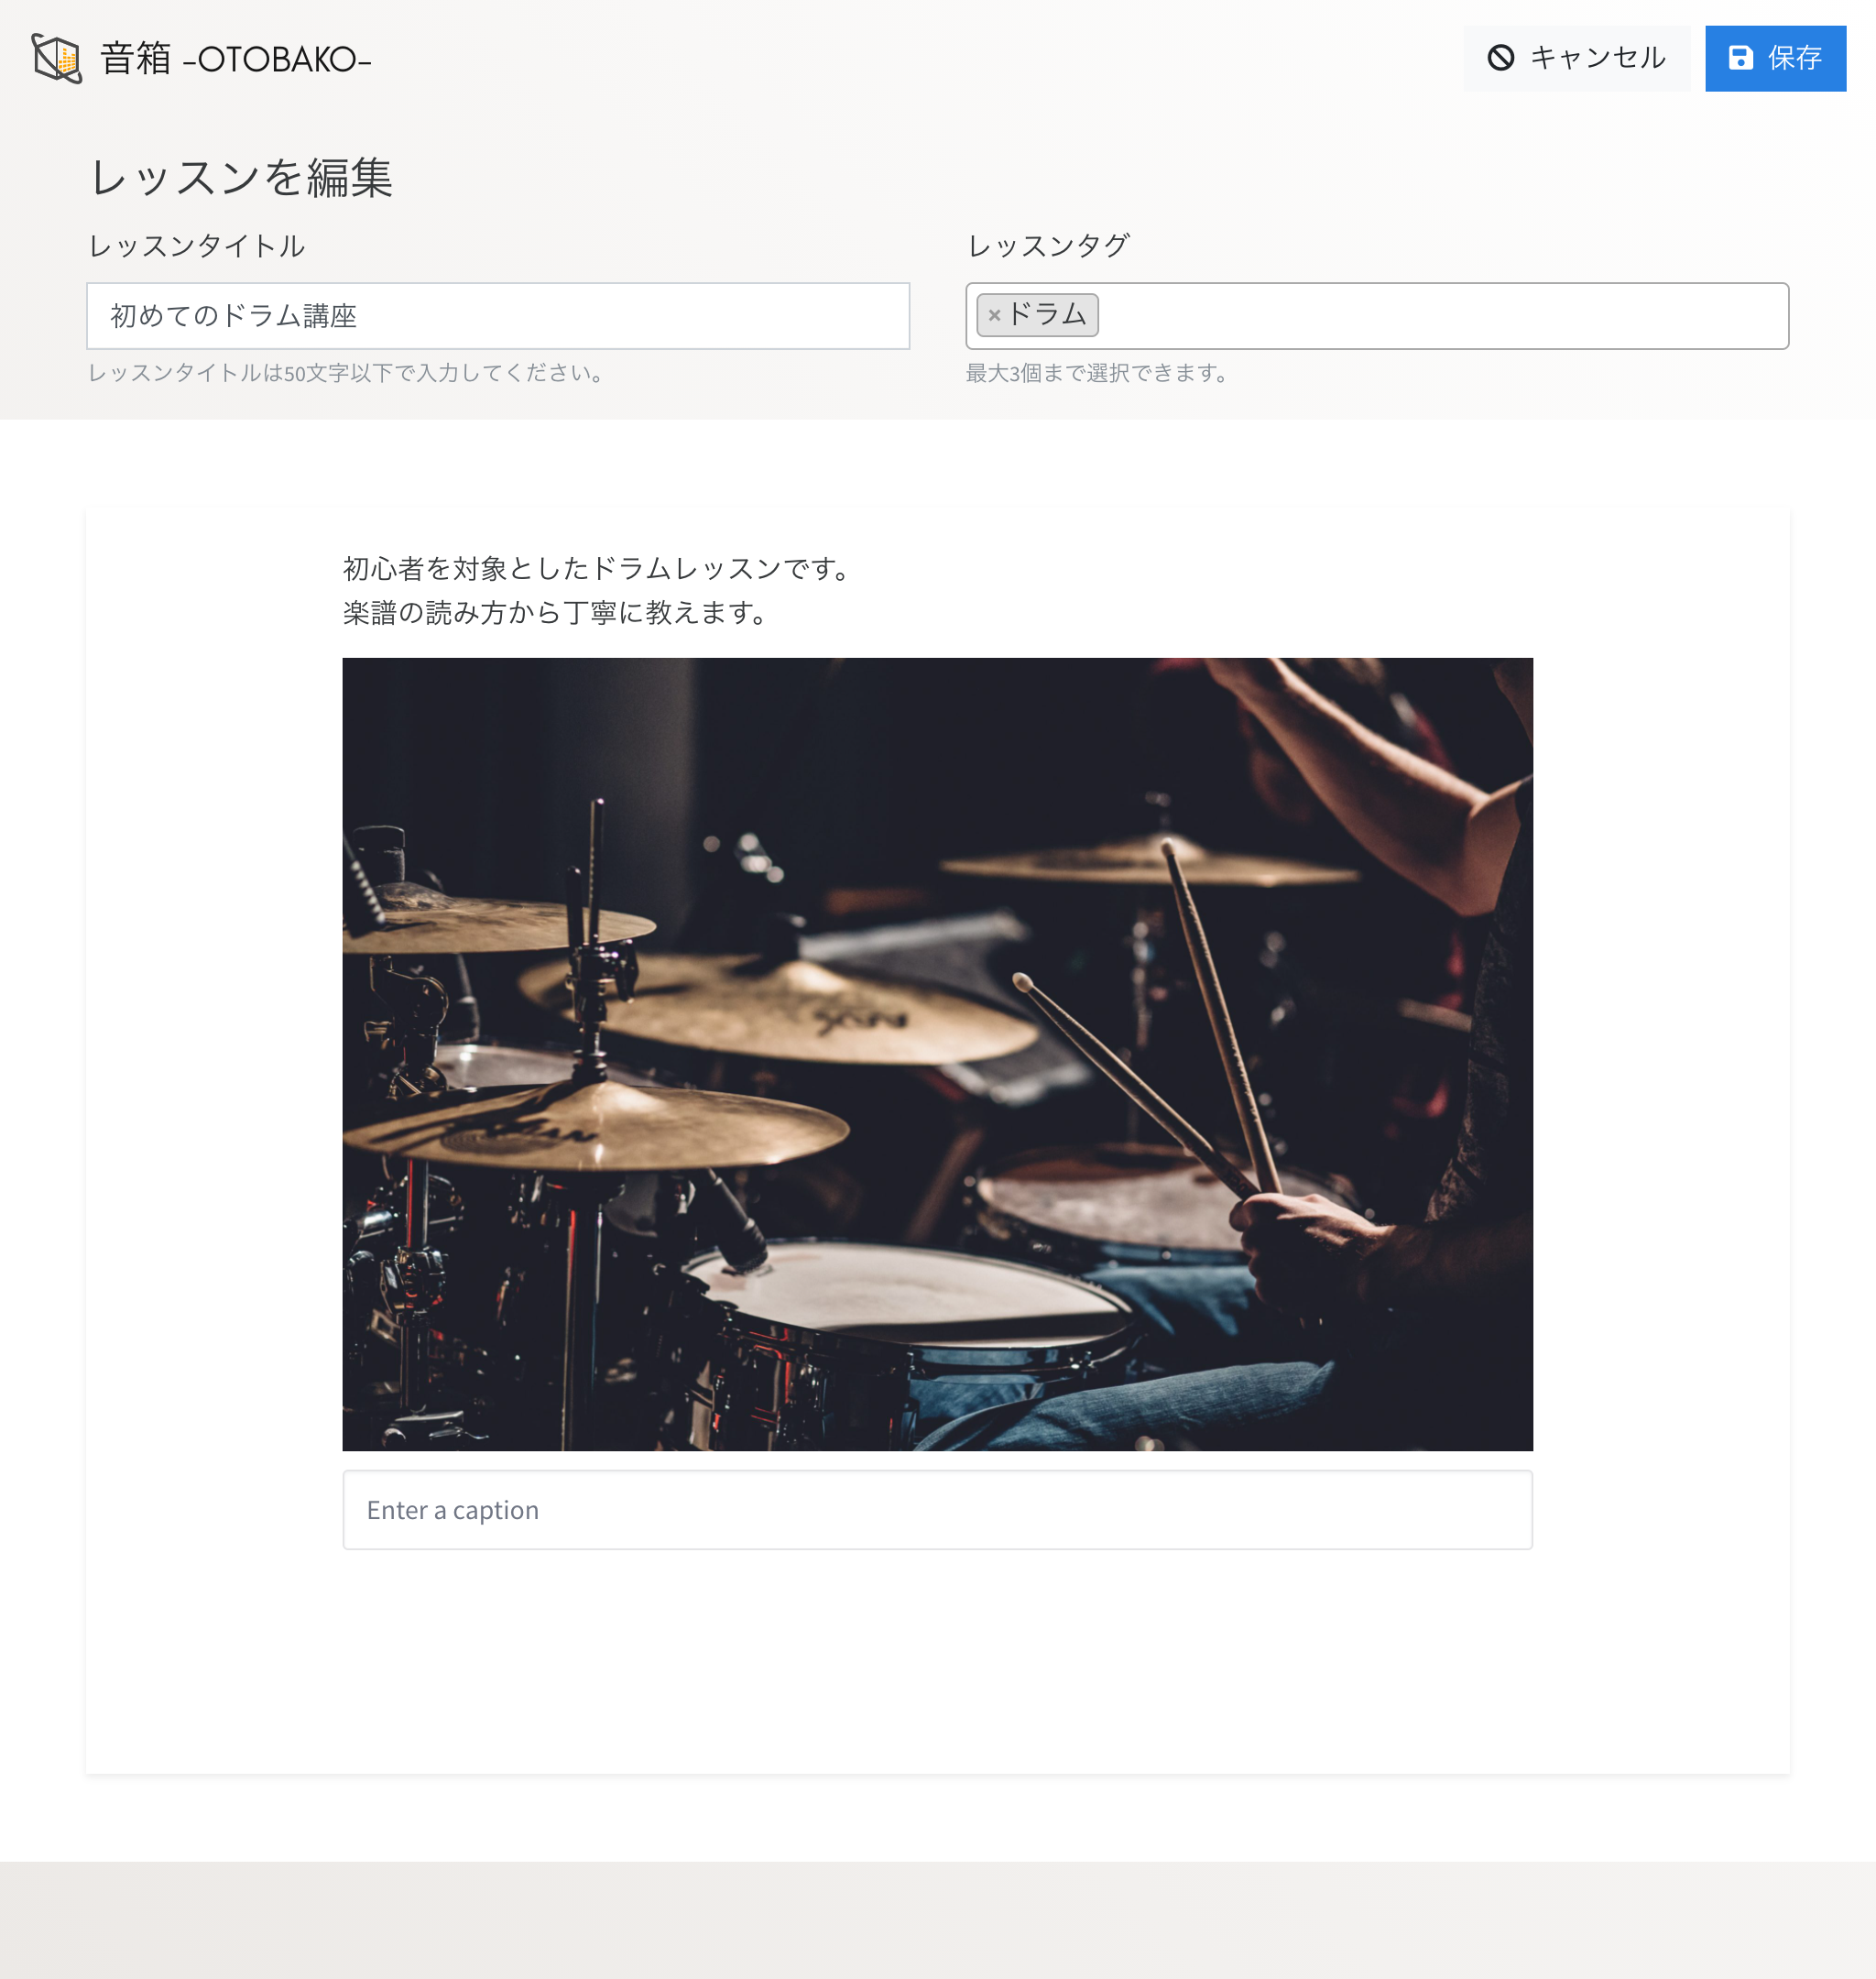 音箱 -OTOBAKO-
キャンセル
保存
レッスンを編集
レッスンタイトル
レッスンタグ
初めてのドラム講座
×ドラム
レッスンタイトルは50文字以下で入力してください。
最大3個まで選択できます。
初心者を対象としたドラムレッスンです。
楽譜の読み方から丁寧に教えます。
Enter a caption